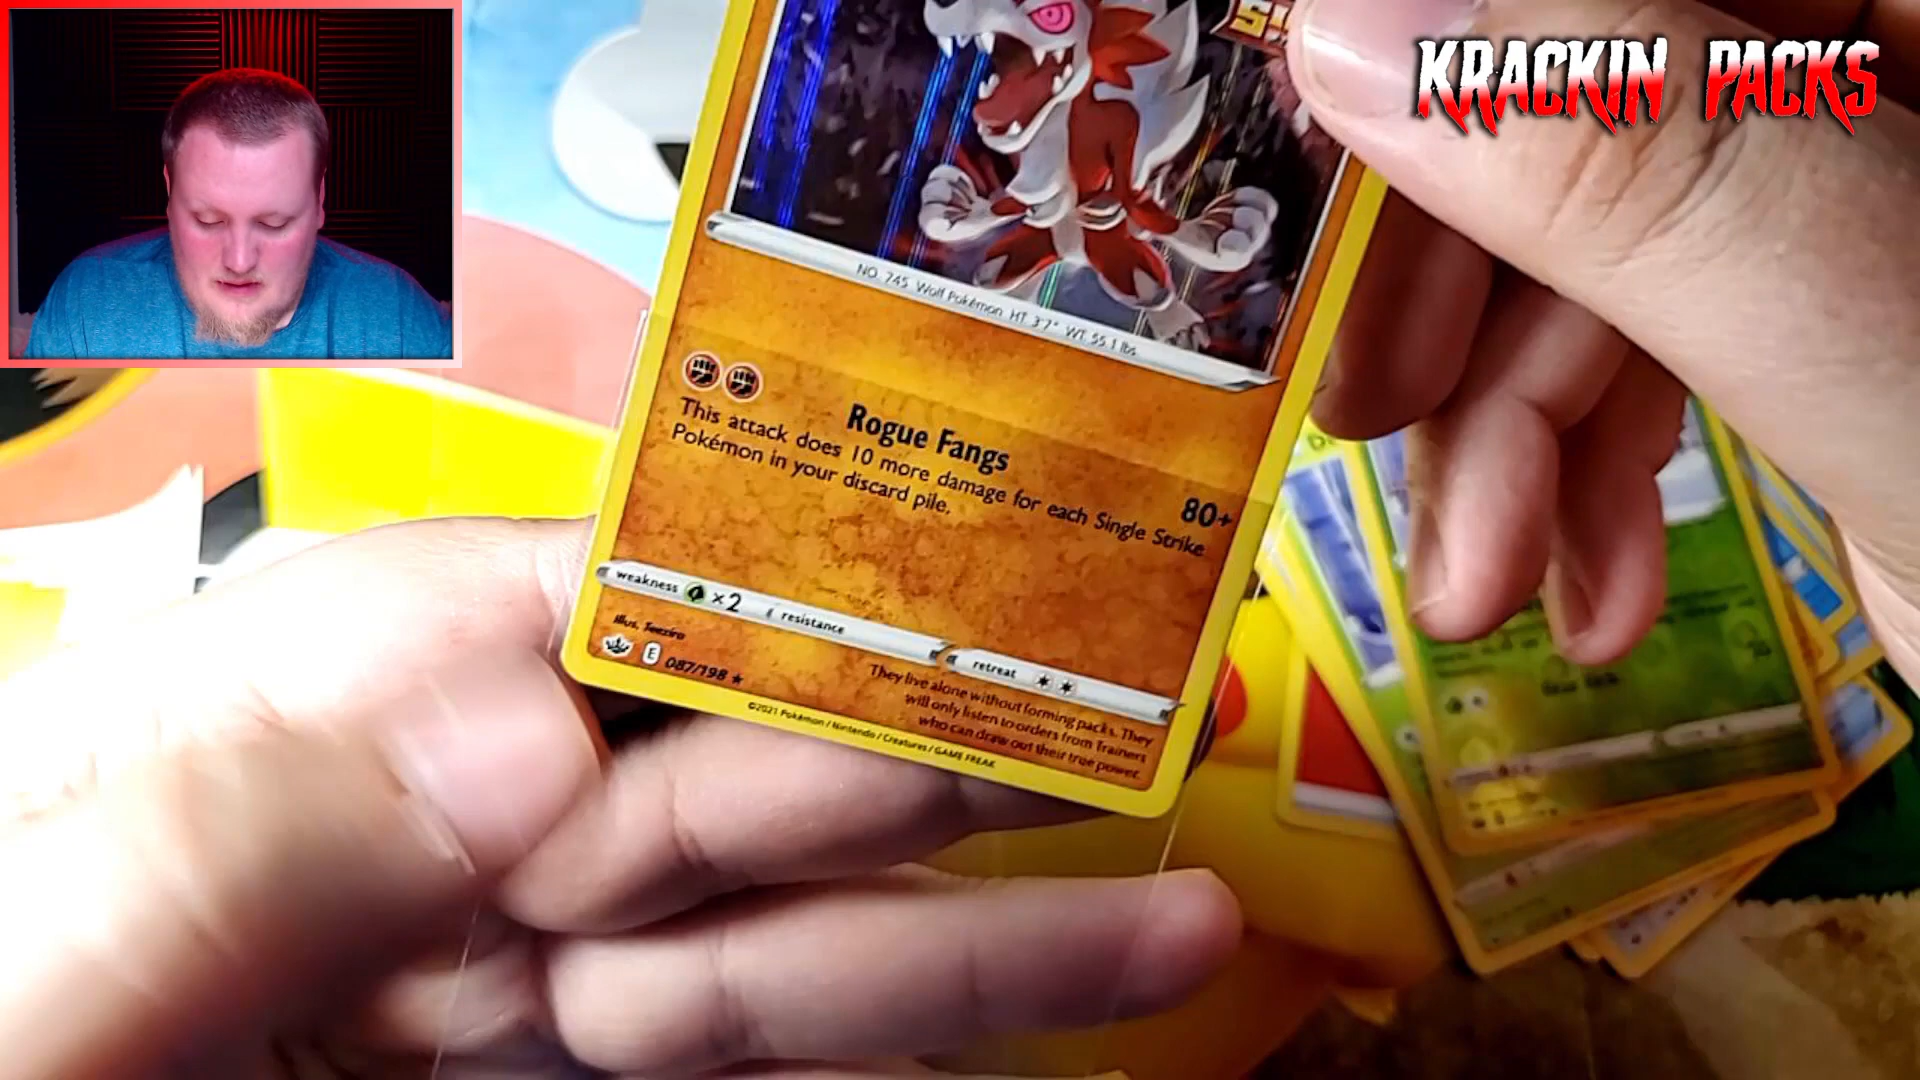 KRACKIN PACKS
NO. 745 Wolf Pokémon HT 3'7" WT 55.1 lbs
Rogue Fangs
80+
This attack does 10 more damage for each Single Strike
Pokémon in your discard pile.
weakness ×2 resistance
retreat
Illus. Teeziro
E 087/198
They live alone without forming packs. They
will only listen to orders from Trainers
who can draw out their true power.
©2021 Pokémon / Nintendo / Creatures / GAME FREAK